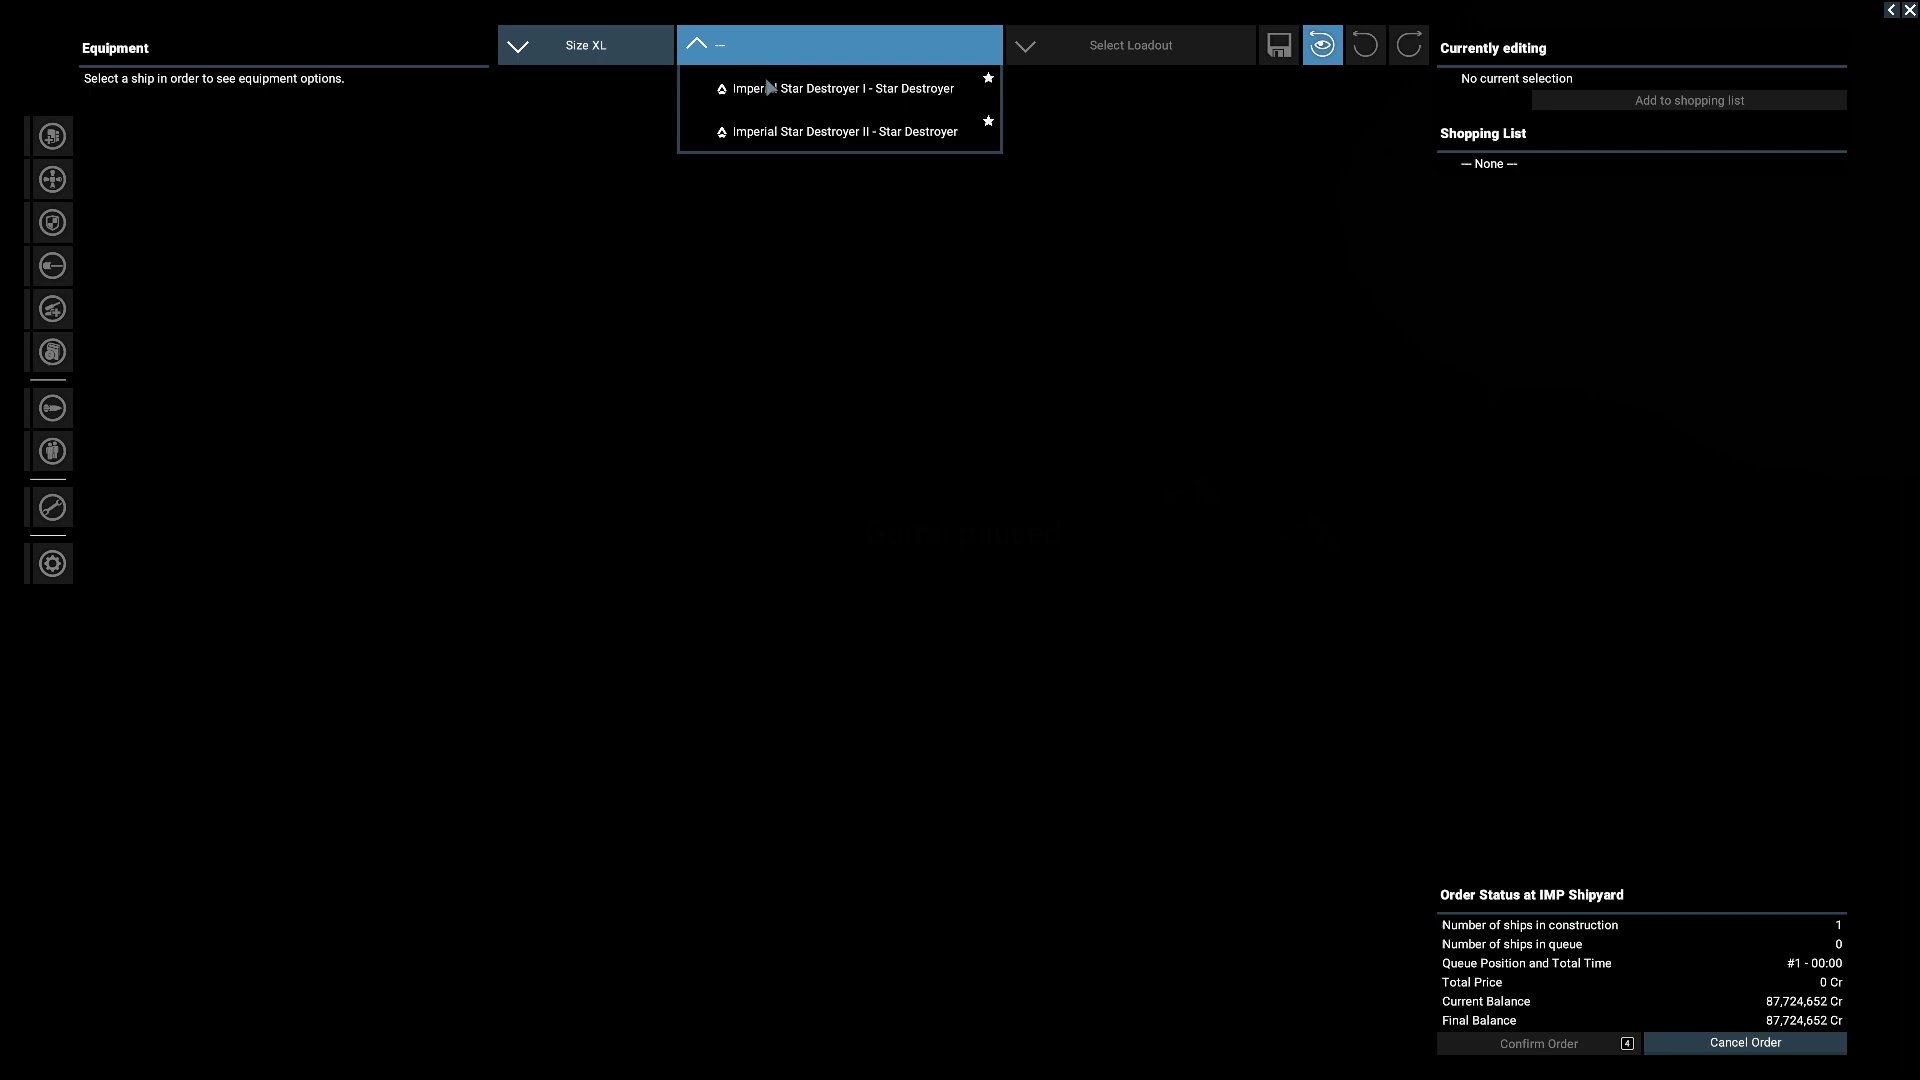 Equipment
Select a ship in order to see equipment options.
Size XL
—
Select Loadout
Imperial Star Destroyer I - Star Destroyer
Imperial Star Destroyer II - Star Destroyer
Currently editing
No current selection
Add to shopping list
Shopping List
— None —
Order Status at IMP Shipyard
Number of ships in construction 1
Number of ships in queue 0
Queue Position and Total Time #1 - 00:00
Total Price 0 Cr
Current Balance 87,724,652 Cr
Final Balance 87,724,652 Cr
Confirm Order 4
Cancel Order